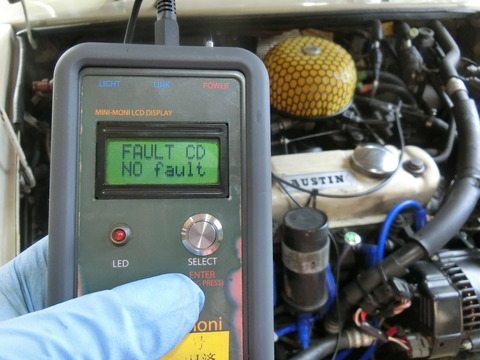 LIGHT LINK POWER
MINI-MONI LCD DISPLAY
FAULT CD
NO fault
LED
SELECT
ENTER
AUSTIN